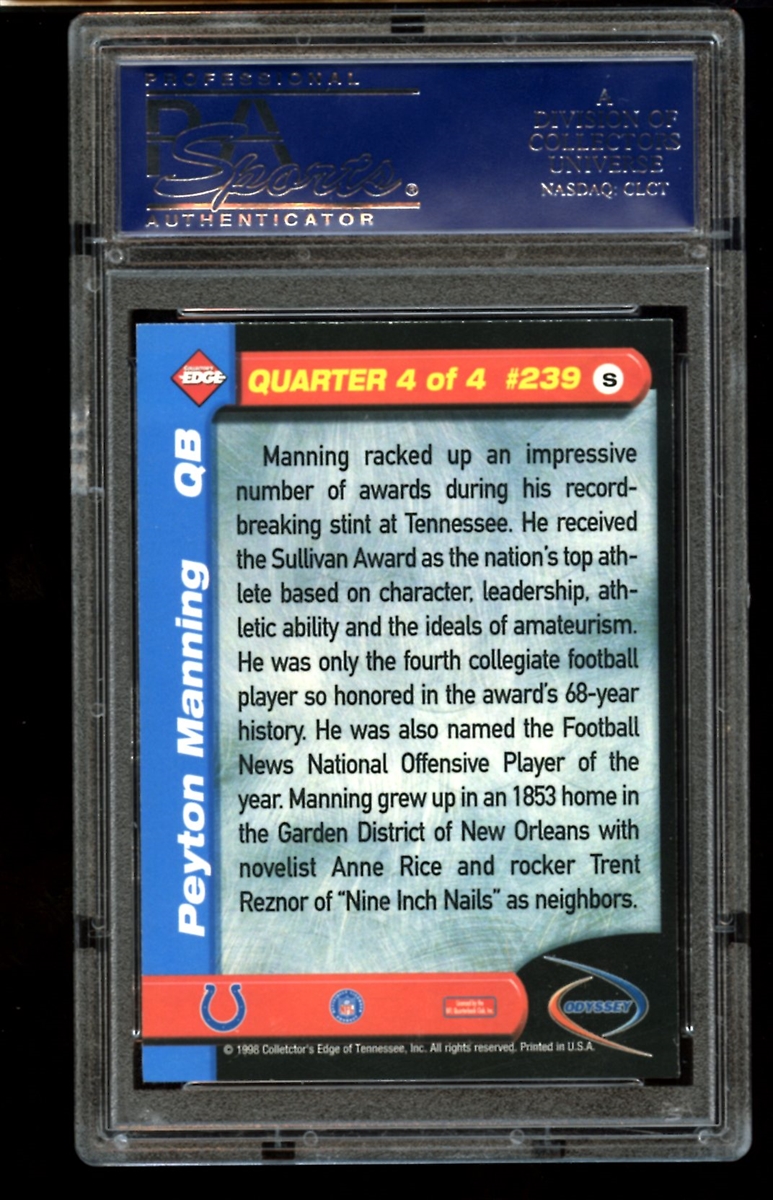 PROFESSIONAL
PSA
Sports®
AUTHENTICATOR
A
DIVISION OF
COLLECTORS
UNIVERSE
NASDAQ: CLCT
EDGE
QUARTER 4 of 4 #239 S
Peyton Manning QB
Manning racked up an impressive
number of awards during his record-
breaking stint at Tennessee. He received
the Sullivan Award as the nation's top ath-
lete based on character, leadership, ath-
letic ability and the ideals of amateurism.
He was only the fourth collegiate football
player so honored in the award's 68-year
history. He was also named the Football
News National Offensive Player of the
year. Manning grew up in an 1853 home in
the Garden District of New Orleans with
novelist Anne Rice and rocker Trent
Reznor of “Nine Inch Nails” as neighbors.
ODYSSEY
© 1998 Colletctor's Edge of Tennessee, Inc. All rights reserved. Printed in U.S.A.